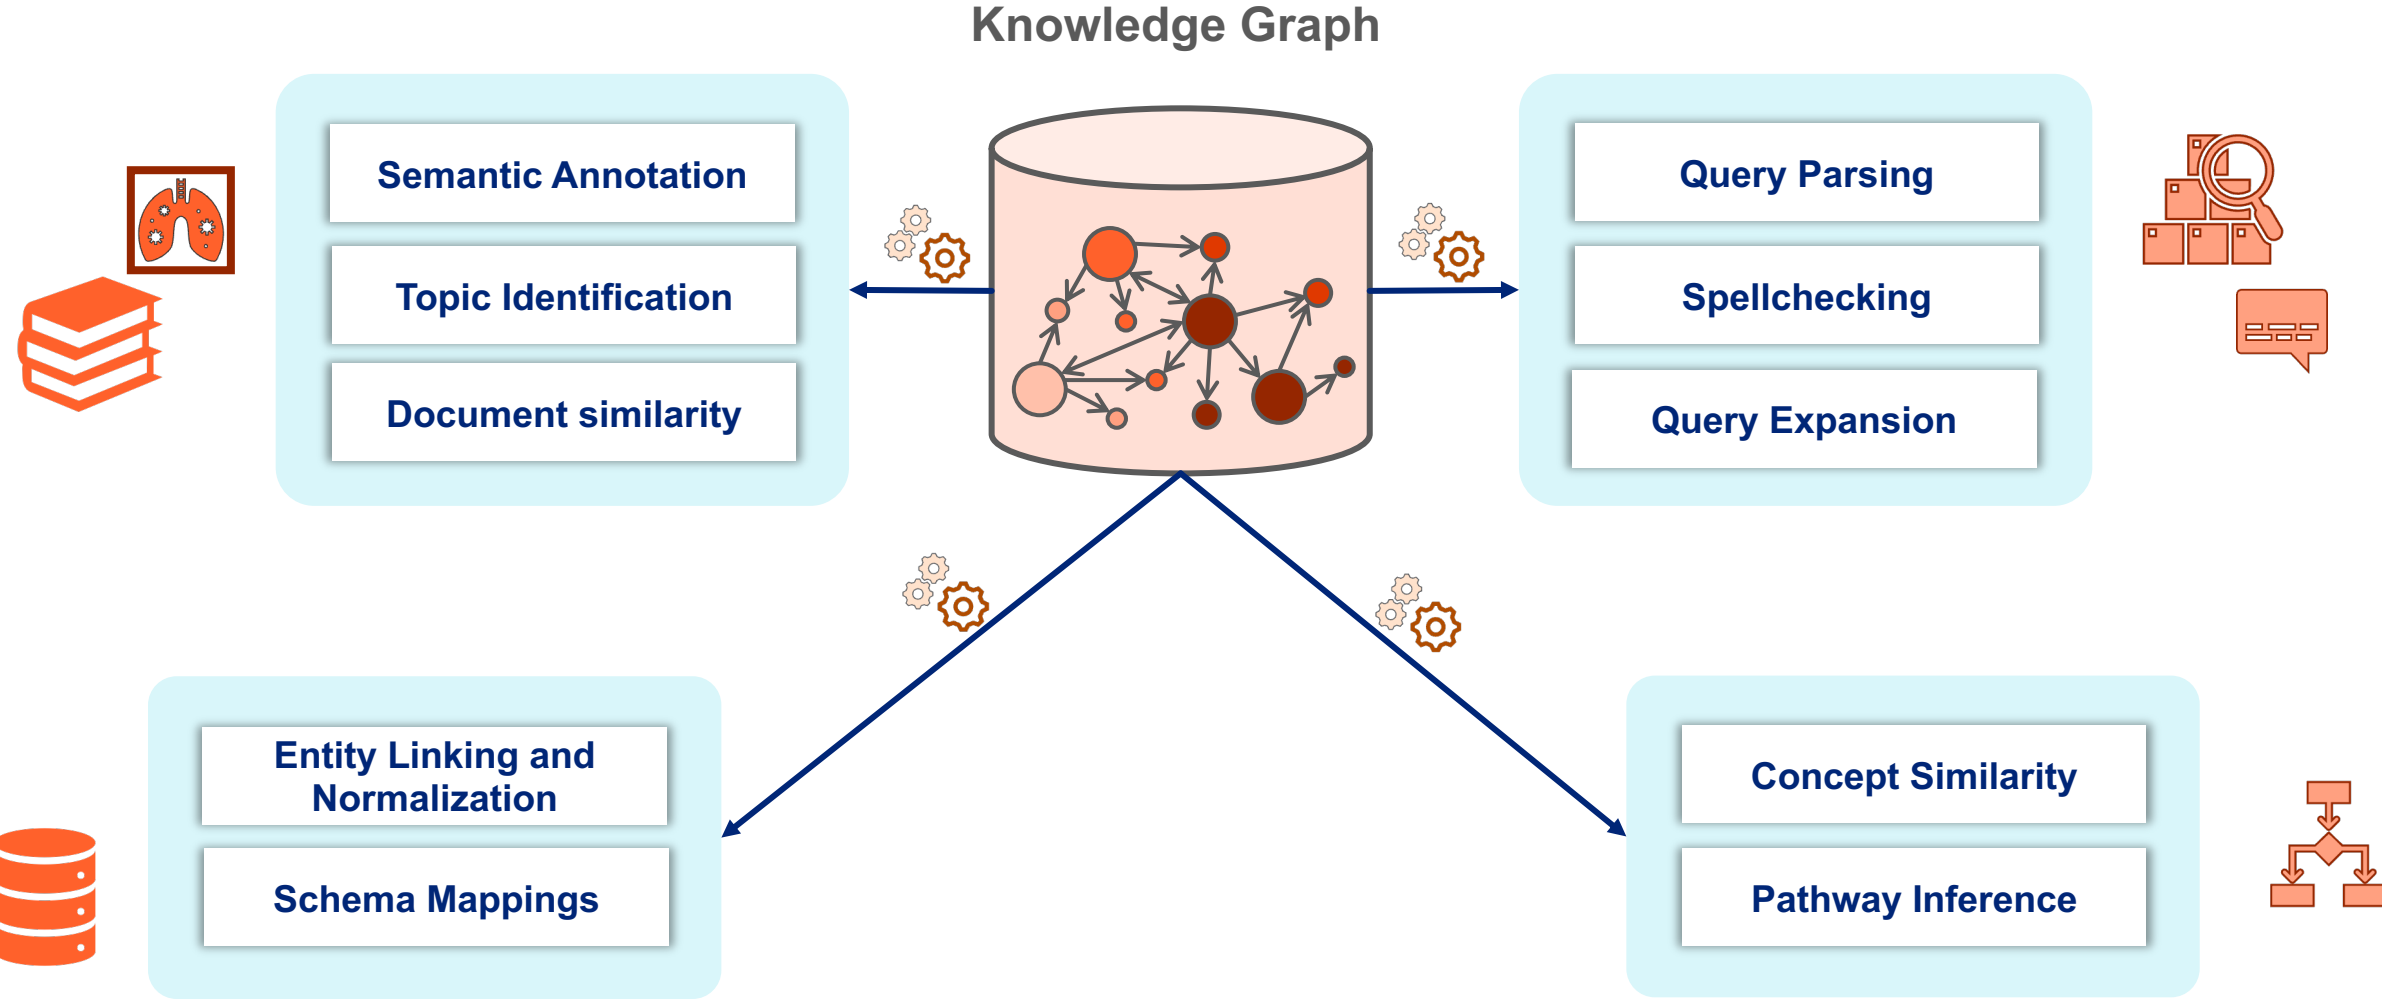 Knowledge Graph
Semantic Annotation
Topic Identification
Document similarity
Query Parsing
Spellchecking
Query Expansion
Entity Linking and
Normalization
Schema Mappings
Concept Similarity
Pathway Inference